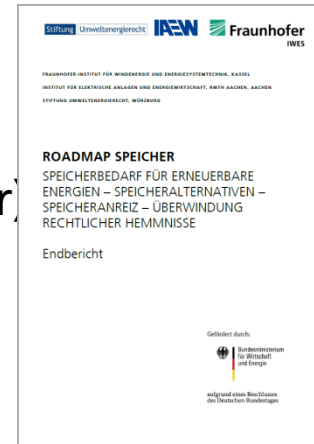 Stiftung Umweltenergierecht IAEW Fraunhofer
IWES
FRAUNHOFER-INSTITUT FÜR WINDENERGIE UND ENERGIESYSTEMTECHNIK, KASSEL
INSTITUT FÜR ELEKTRISCHE ANLAGEN UND ENERGIEWIRTSCHAFT, RWTH AACHEN, AACHEN
STIFTUNG UMWELTENERGIERECHT, WÜRZBURG
ROADMAP SPEICHER
SPEICHERBEDARF FÜR ERNEUERBARE
ENERGIEN – SPEICHERALTERNATIVEN –
SPEICHERANREIZ – ÜBERWINDUNG
RECHTLICHER HEMMNISSE
r)
Endbericht
Gefördert durch:
Bundesministerium
für Wirtschaft
und Energie
aufgrund eines Beschlusses
des Deutschen Bundestages